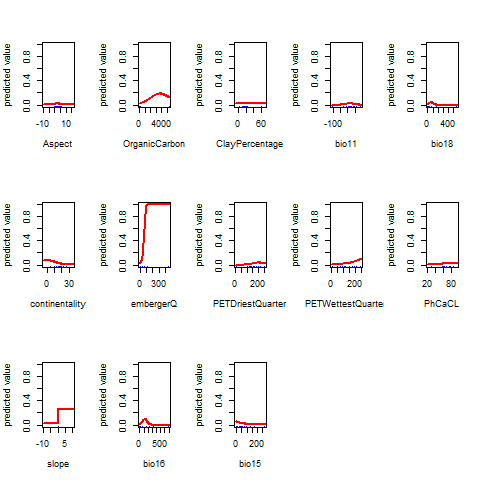 predicted value
0.0 0.4 0.8
-10 10
Aspect
predicted value
0.0 0.4 0.8
0 4000
OrganicCarbon
predicted value
0.0 0.4 0.8
0 60
ClayPercentage
predicted value
0.0 0.4 0.8
-100
bio11
predicted value
0.0 0.4 0.8
0 400
bio18
predicted value
0.0 0.4 0.8
0 30
continentality
predicted value
0.0 0.4 0.8
0 300
embergerQ
predicted value
0.0 0.4 0.8
0 200
PETDriestQuarter
predicted value
0.0 0.4 0.8
0 200
PETWettestQuarte
predicted value
0.0 0.4 0.8
20 80
PhCaCL
predicted value
0.0 0.4 0.8
-10 5
slope
predicted value
0.0 0.4 0.8
0 500
bio16
predicted value
0.0 0.4 0.8
0 200
bio15